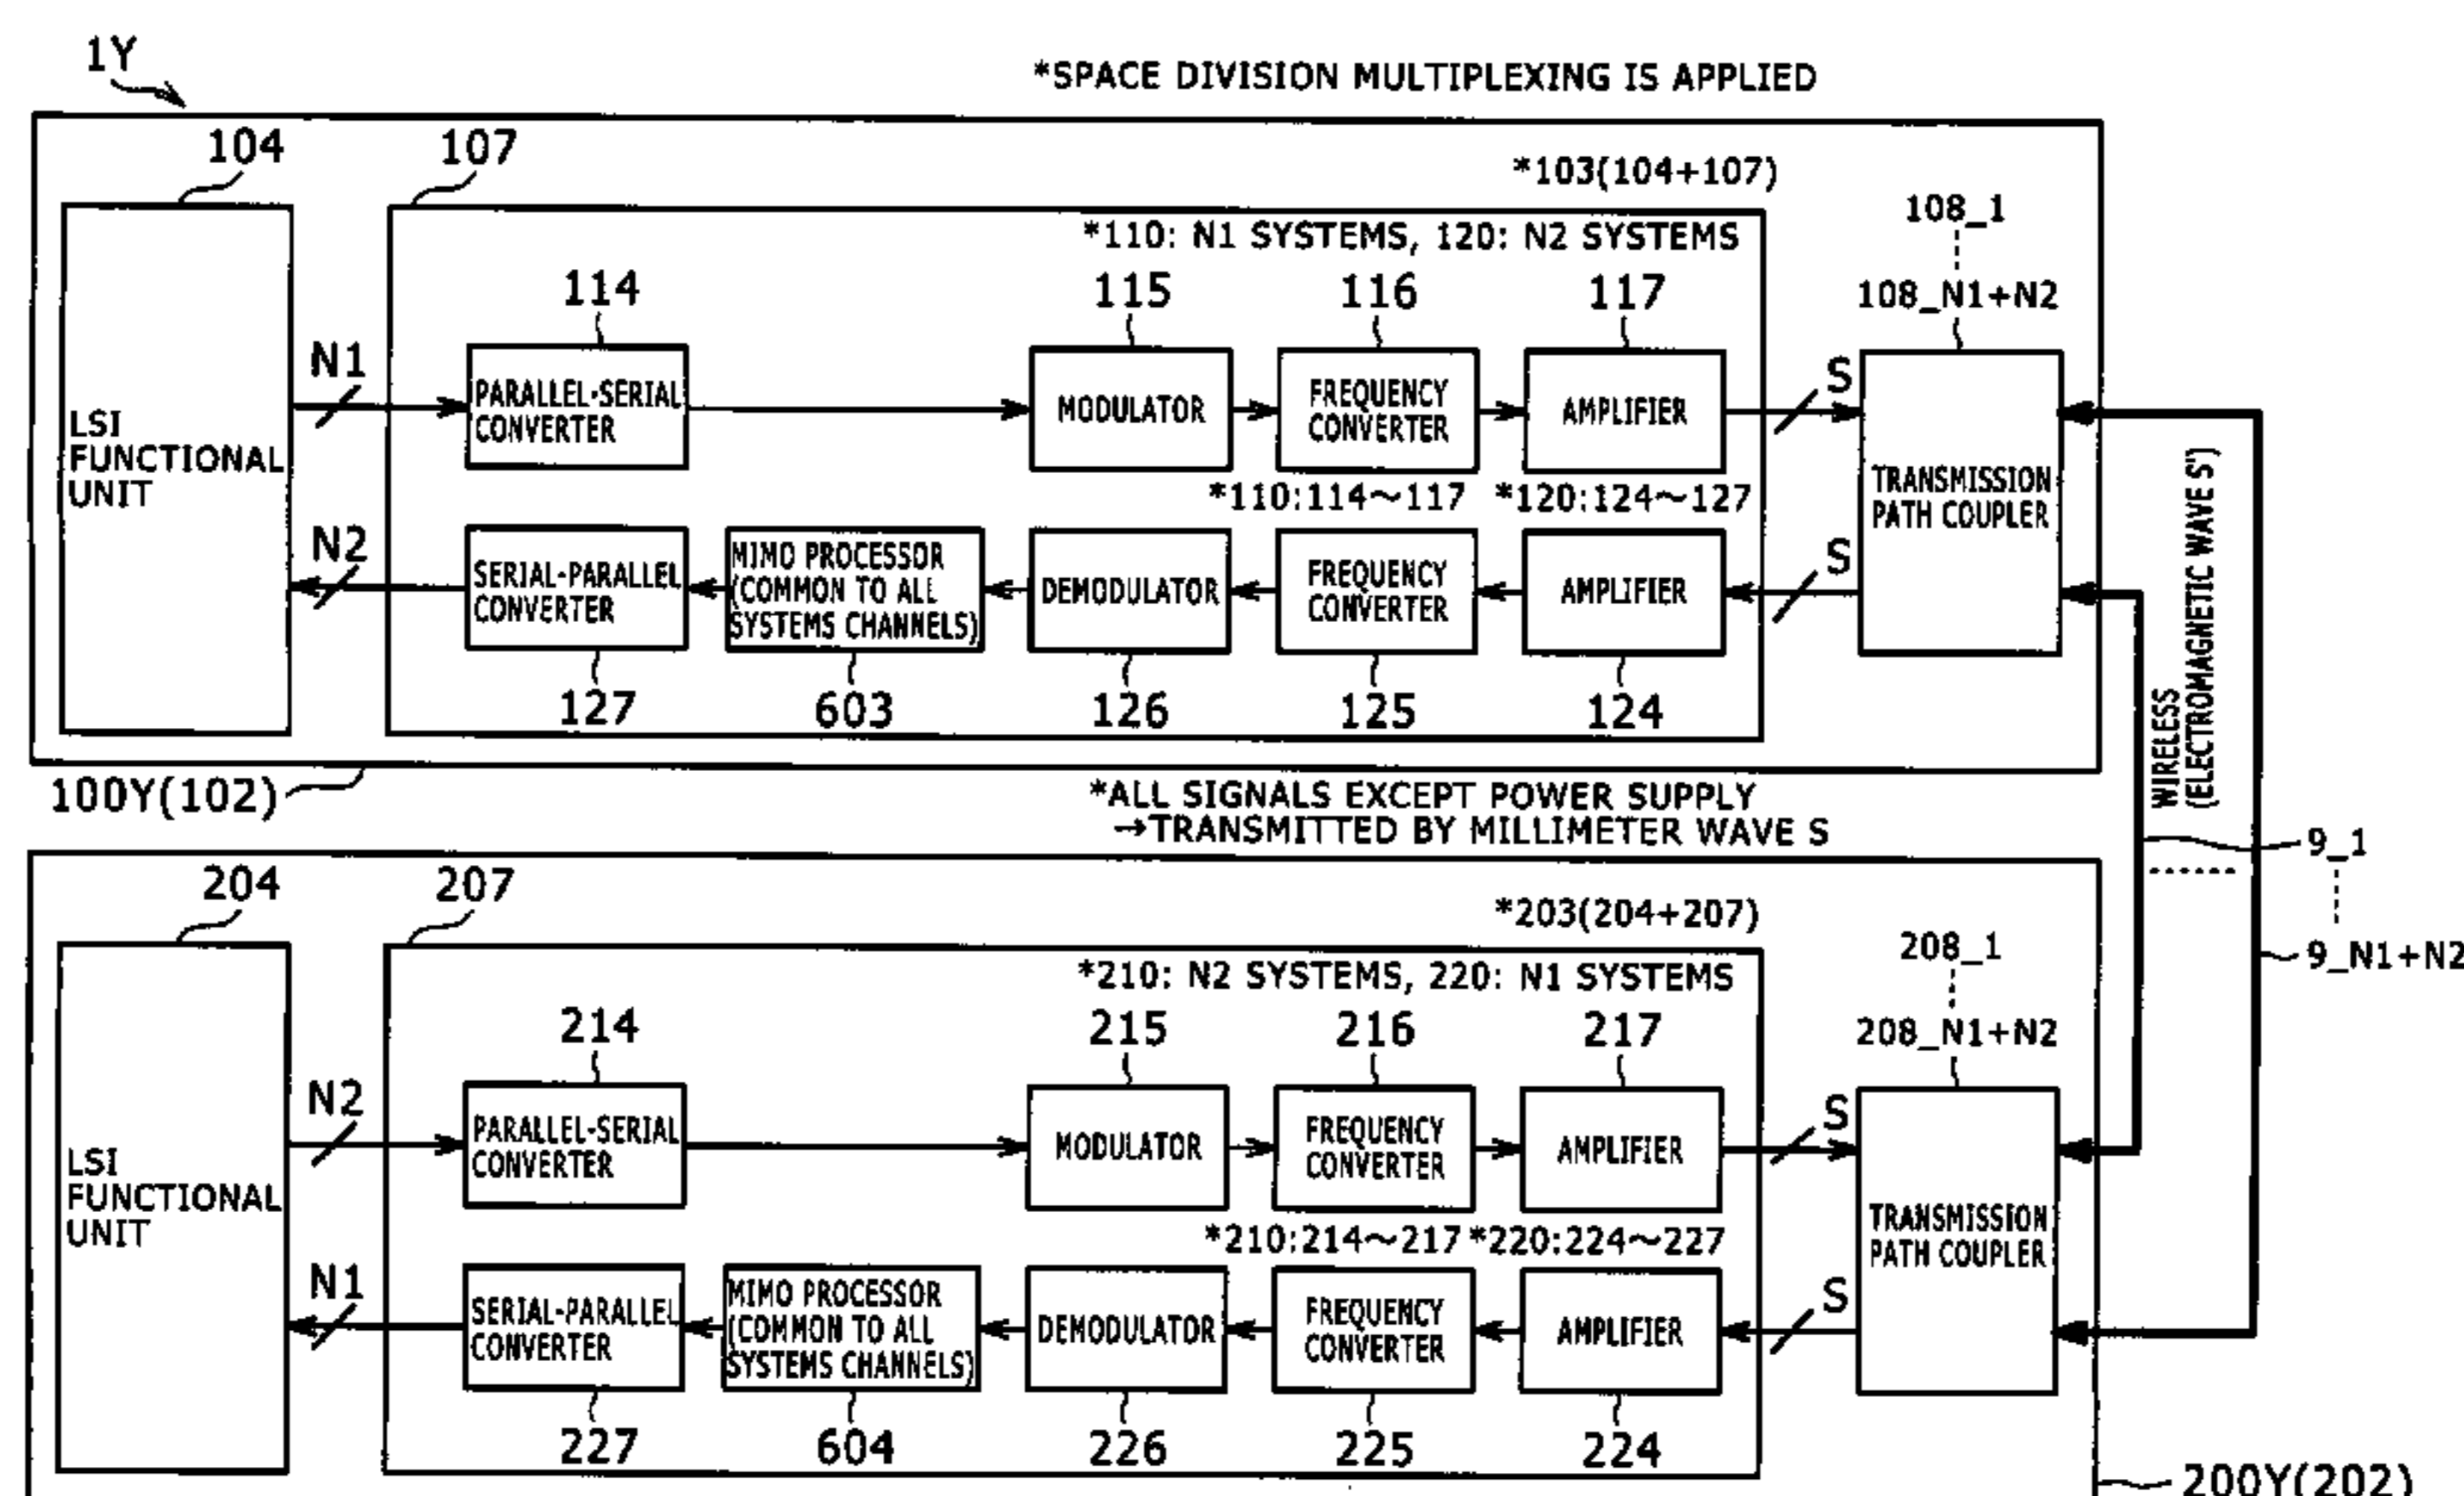 1Y
*SPACE DIVISION MULTIPLEXING IS APPLIED
104
107
*103(104+107)
108_1
108_N1+N2
*110: N1 SYSTEMS, 120: N2 SYSTEMS
114
115
116
117
LSI
FUNCTIONAL
UNIT
N1
PARALLEL-SERIAL
CONVERTER
MODULATOR
FREQUENCY
CONVERTER
AMPLIFIER
S
TRANSMISSION
PATH COUPLER
*110:114~117
*120:124~127
N2
SERIAL-PARALLEL
CONVERTER
MIMO PROCESSOR
(COMMON TO ALL
SYSTEMS CHANNELS)
DEMODULATOR
FREQUENCY
CONVERTER
AMPLIFIER
S
127
603
126
125
124
WIRELESS
(ELECTROMAGNETIC WAVE S')
100Y(102)
*ALL SIGNALS EXCEPT POWER SUPPLY
→TRANSMITTED BY MILLIMETER WAVE S
9_1
9_N1+N2
204
207
*203(204+207)
208_1
208_N1+N2
*210: N2 SYSTEMS, 220: N1 SYSTEMS
214
215
216
217
LSI
FUNCTIONAL
UNIT
N2
PARALLEL-SERIAL
CONVERTER
MODULATOR
FREQUENCY
CONVERTER
AMPLIFIER
S
TRANSMISSION
PATH COUPLER
*210:214~217
*220:224~227
N1
SERIAL-PARALLEL
CONVERTER
MIMO PROCESSOR
(COMMON TO ALL
SYSTEMS CHANNELS)
DEMODULATOR
FREQUENCY
CONVERTER
AMPLIFIER
S
227
604
226
225
224
200Y(202)